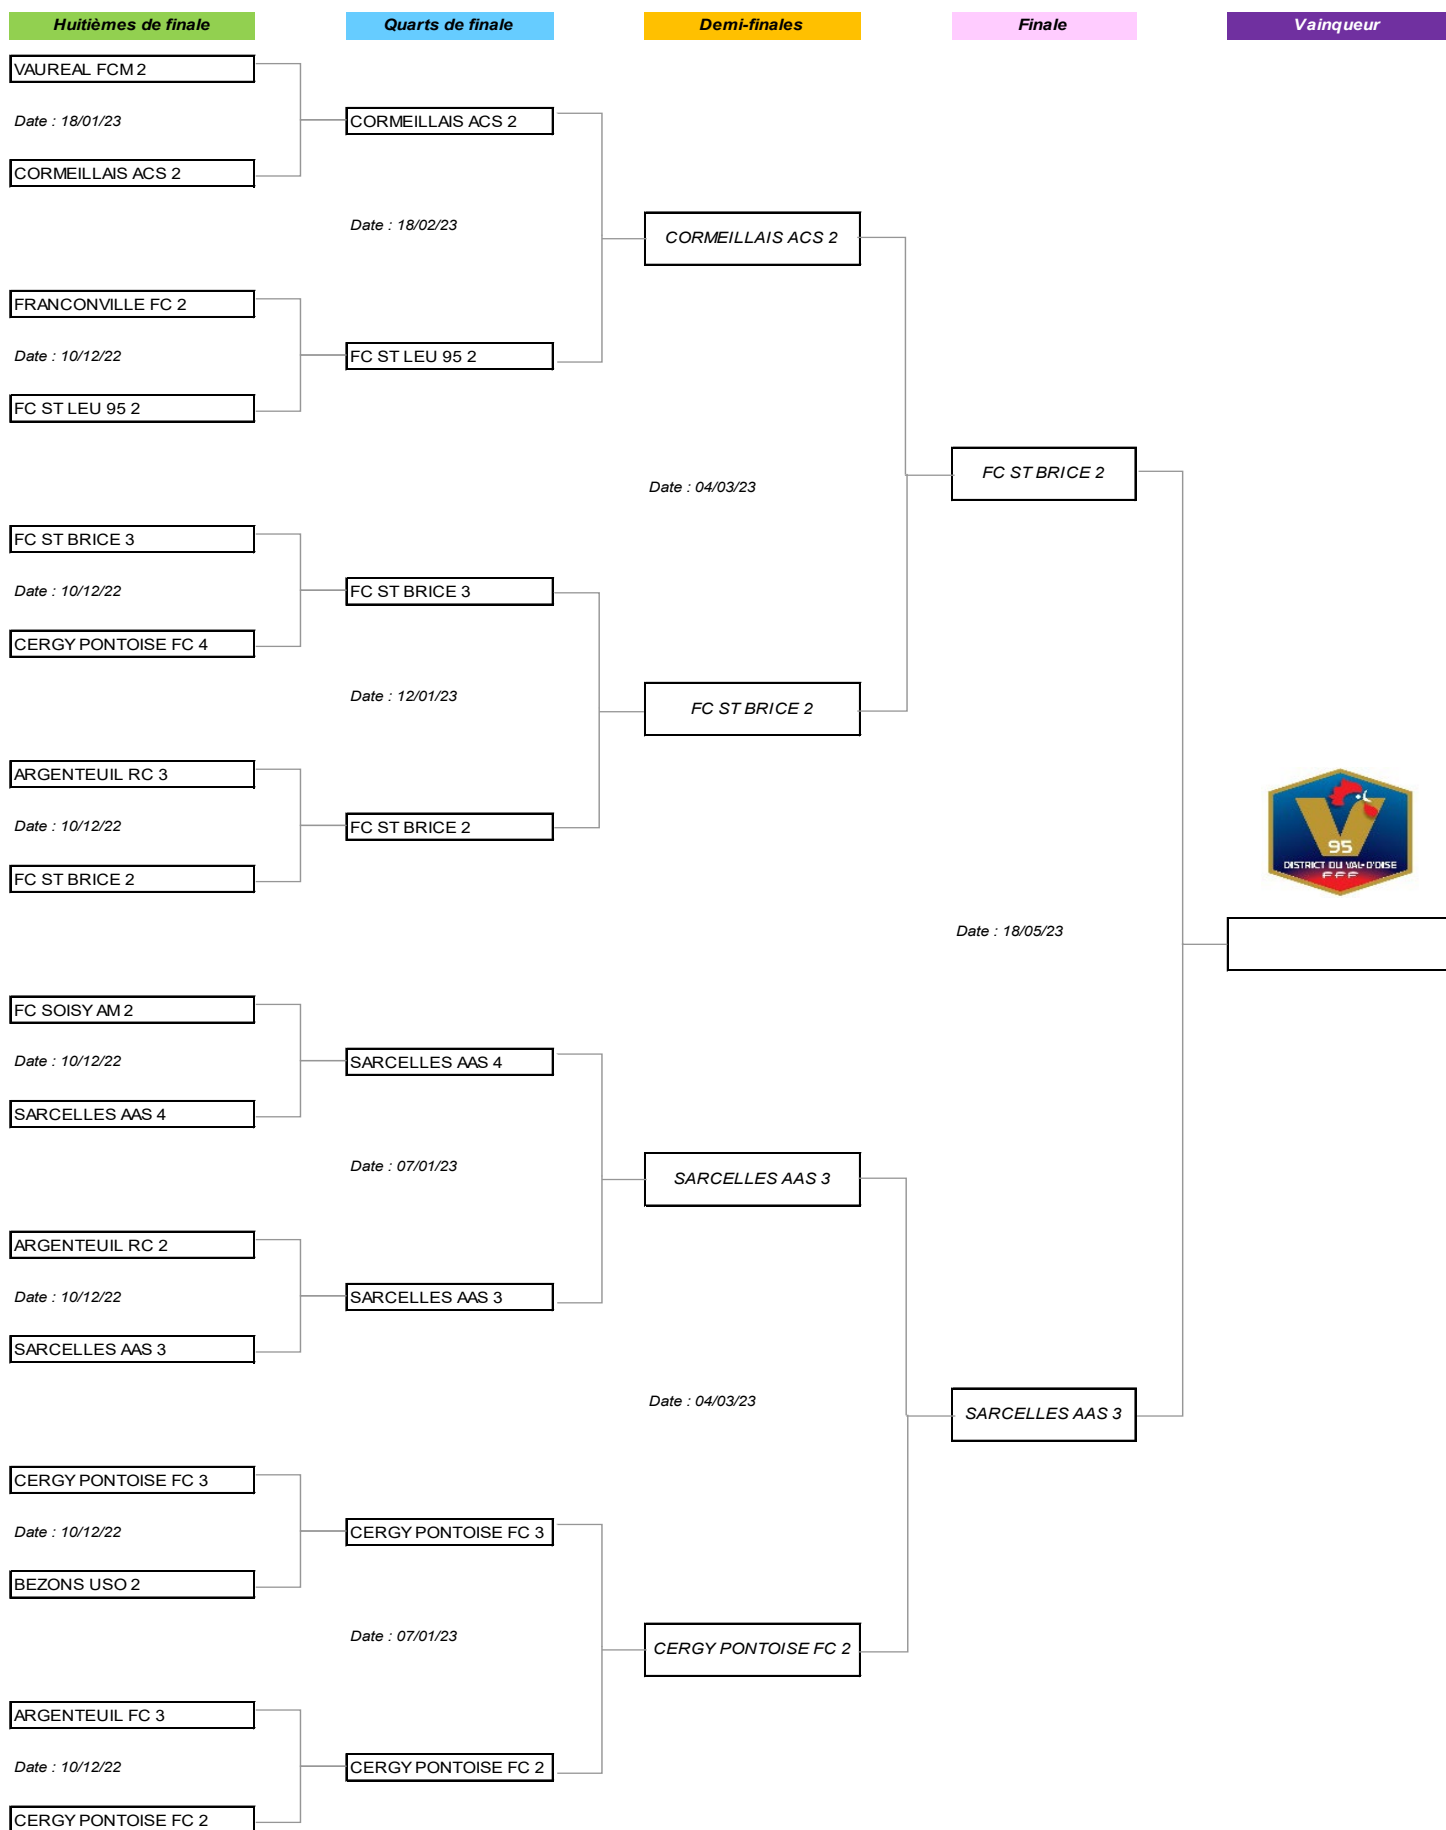 Huitièmes de finale
Quarts de finale
Demi-finales
Finale
Vainqueur
VAUREAL FCM 2
Date : 18/01/23
CORMEILLAIS ACS 2
CORMEILLAIS ACS 2
Date : 18/02/23
CORMEILLAIS ACS 2
FRANCONVILLE FC 2
Date : 10/12/22
FC ST LEU 95 2
FC ST LEU 95 2
Date : 04/03/23
FC ST BRICE 2
FC ST BRICE 3
Date : 10/12/22
FC ST BRICE 3
CERGY PONTOISE FC 4
Date : 12/01/23
FC ST BRICE 2
ARGENTEUIL RC 3
Date : 10/12/22
FC ST BRICE 2
FC ST BRICE 2
95
DISTRICT DU VAL-D'OISE
FFF
Date : 18/05/23
FC SOISY AM 2
Date : 10/12/22
SARCELLES AAS 4
SARCELLES AAS 4
Date : 07/01/23
SARCELLES AAS 3
ARGENTEUIL RC 2
Date : 10/12/22
SARCELLES AAS 3
SARCELLES AAS 3
Date : 04/03/23
SARCELLES AAS 3
CERGY PONTOISE FC 3
Date : 10/12/22
CERGY PONTOISE FC 3
BEZONS USO 2
Date : 07/01/23
CERGY PONTOISE FC 2
ARGENTEUIL FC 3
Date : 10/12/22
CERGY PONTOISE FC 2
CERGY PONTOISE FC 2